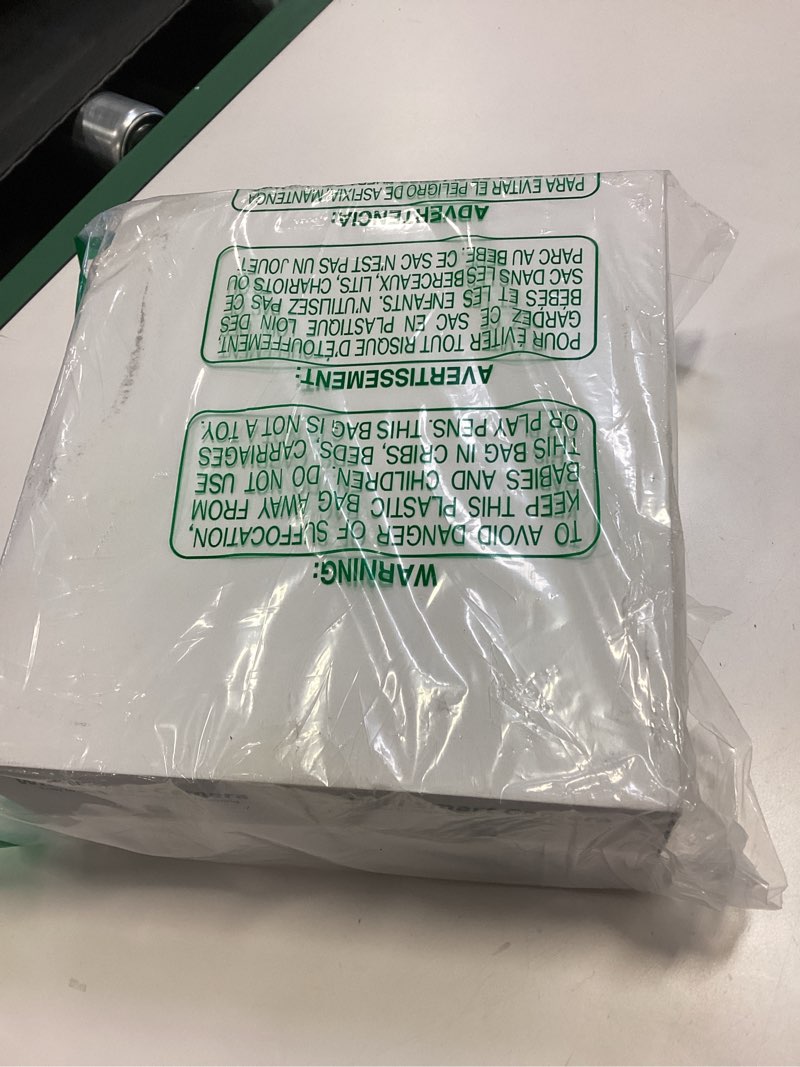 WARNING:
TO AVOID DANGER OF SUFFOCATION,
KEEP THIS PLASTIC BAG AWAY FROM
BABIES AND CHILDREN. DO NOT USE
THIS BAG IN CRIBS, BEDS, CARRIAGES
OR PLAY PENS. THIS BAG IS NOT A TOY.
AVERTISSEMENT:
POUR ÉVITER TOUT RISQUE D'ÉTOUFFEMENT,
GARDEZ CE SAC EN PLASTIQUE LOIN DES
BEBES ET LES ENFANTS. N'UTILISEZ PAS CE
SAC DANS LES BERCEAUX, LITS, CHARIOTS OU
PARC AU BEBE. CE SAC N'EST PAS UN JOUET
ADVERTENCIA:
PARA EVITAR EL PELIGRO DE ASFIXIA, MANTENGA